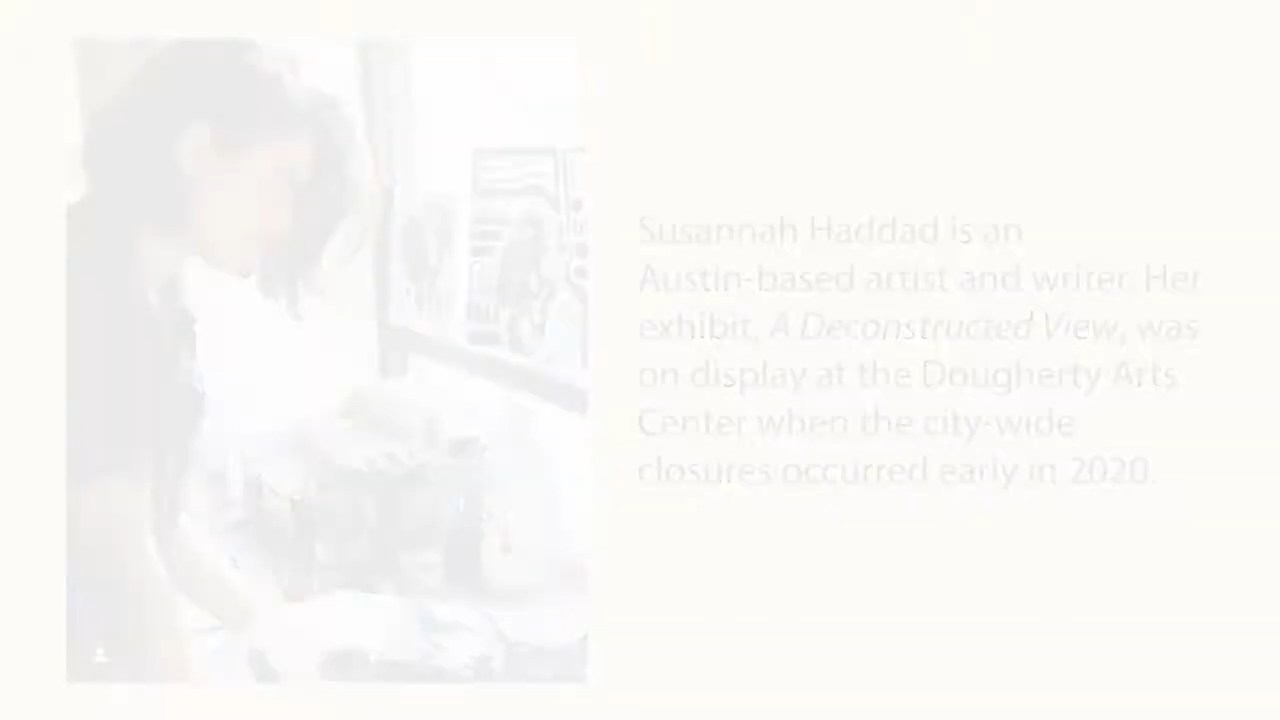 Susannah Haddad is an
Austin-based artist and writer. Her
exhibit, A Deconstructed View, was
on display at the Dougherty Arts
Center when the city-wide
closures occurred early in 2020.